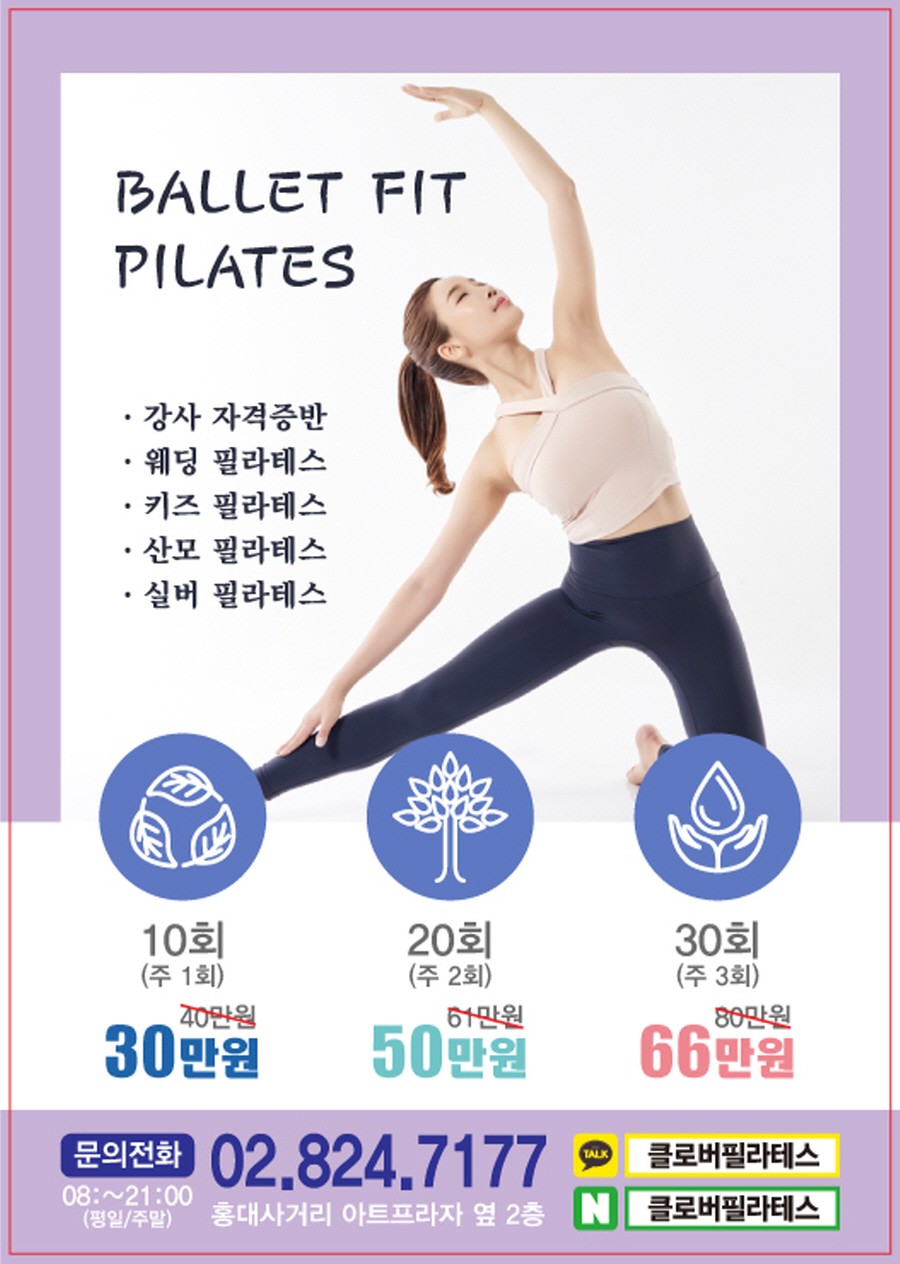 BALLET FIT
PILATES
· 강사 자격증반
· 웨딩 필라테스
· 키즈 필라테스
· 산모 필라테스
· 실버 필라테스
10회
(주 1회)
40만원
30만원
20회
(주 2회)
61만원
50만원
30회
(주 3회)
80만원
66만원
문의전화
08:~21:00
(평일/주말)
02.824.7177
홍대사거리 아트프라자 옆 2층
TALK
클로버필라테스
N
클로버필라테스